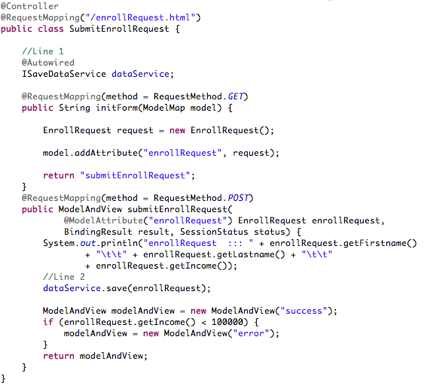 @Controller
@RequestMapping("/enrollRequest.html")
public class SubmitEnrollRequest {
//Line 1
@Autowired
ISaveDataService dataService;
@RequestMapping(method = RequestMethod.GET)
public String initForm(ModelMap model) {
EnrollRequest request = new EnrollRequest();
model.addAttribute("enrollRequest", request);
return "submitEnrollRequest";
}
@RequestMapping(method = RequestMethod.POST)
public ModelAndView submitEnrollRequest(
@ModelAttribute("enrollRequest") EnrollRequest enrollRequest,
BindingResult result, SessionStatus status) {
System.out.println("enrollRequest ::: " + enrollRequest.getFirstname()
+ "\t\t" + enrollRequest.getLastname() + "\t\t"
+ enrollRequest.getIncome());
//Line 2
dataService.save(enrollRequest);
ModelAndView modelAndView = new ModelAndView("success");
if (enrollRequest.getIncome() < 100000) {
modelAndView = new ModelAndView("error");
}
return modelAndView;
}
}